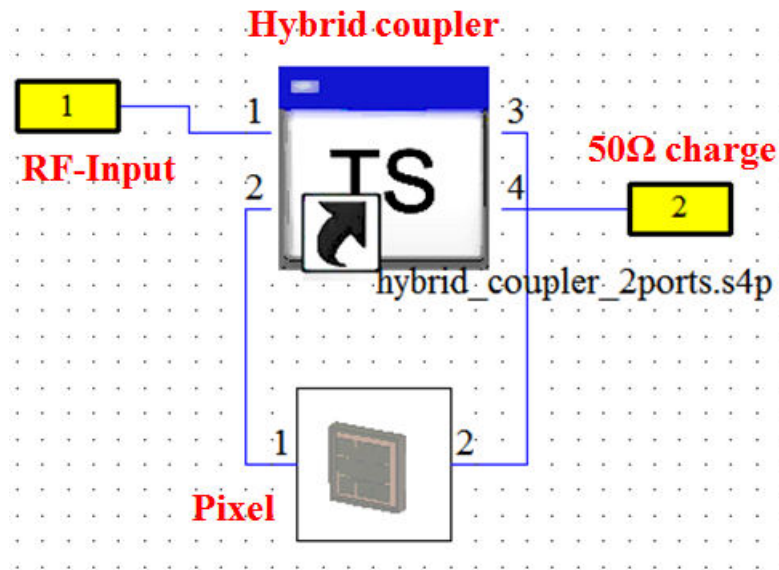 Hybrid coupler
1
1
3
RF-Input
TS
50Ω charge
2
4
2
hybrid_coupler_2ports.s4p
1
2
Pixel